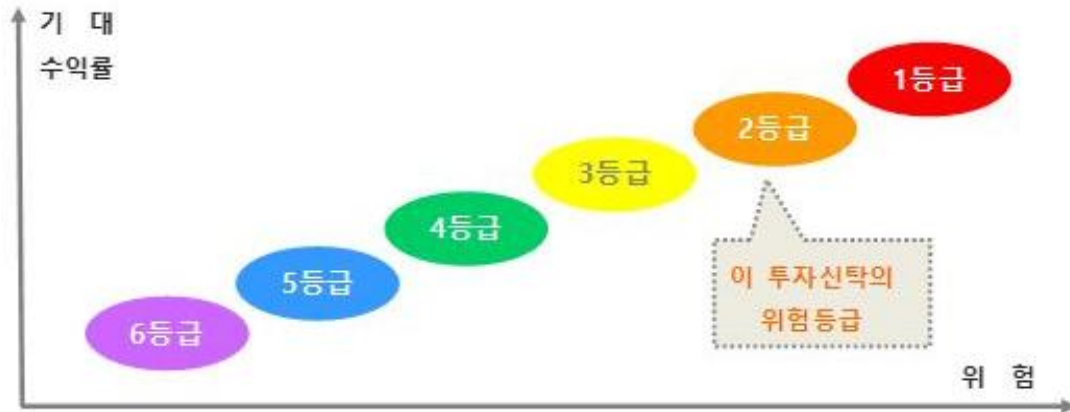 기 대
수익률
1등급
2등급
3등급
4등급
5등급
6등급
이 투자신탁의
위험등급
위 험